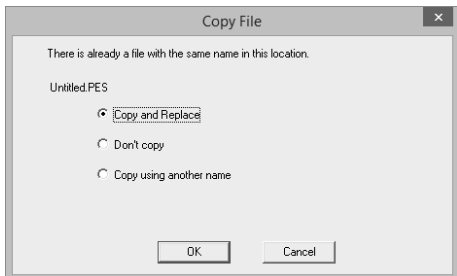 Copy File
There is already a file with the same name in this location.
Untitled.PES
Copy and Replace
Don't copy
Copy using another name
OK Cancel